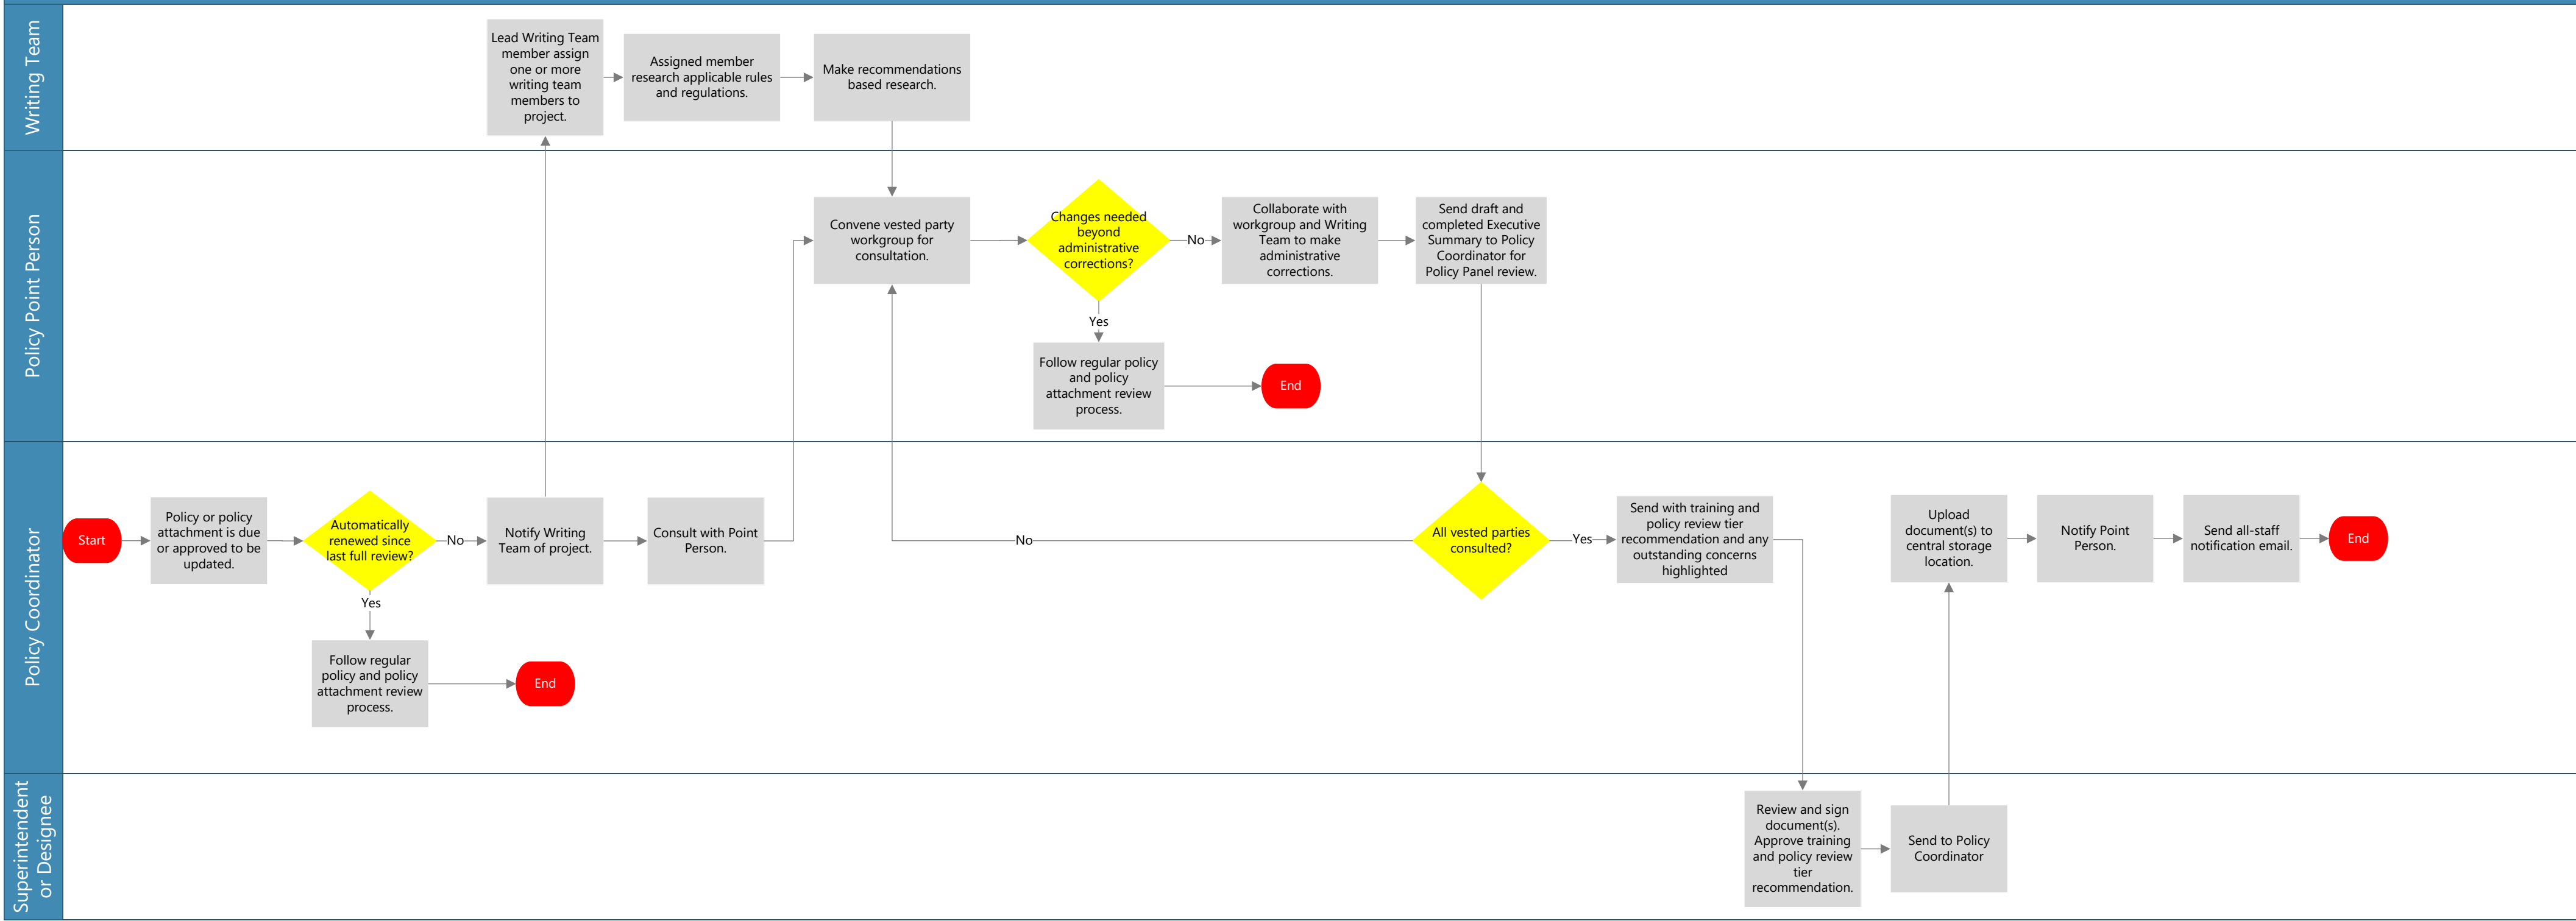 Writing Team
Lead Writing Team
member assign
one or more
writing team
members to
project.
Assigned member
research applicable rules
and regulations.
Make recommendations
based research.
Policy Point Person
Convene vested party
workgroup for
consultation.
Changes needed
beyond
administrative
corrections?
No
Collaborate with
workgroup and Writing
Team to make
administrative
corrections.
Send draft and
completed Executive
Summary to Policy
Coordinator for
Policy Panel review.
Yes
Follow regular policy
and policy
attachment review
process.
End
Policy Coordinator
Start
Policy or policy
attachment is due
or approved to be
updated.
Automatically
renewed since
last full review?
No
Notify Writing
Team of project.
Consult with Point
Person.
No
All vested parties
consulted?
Yes
Send with training and
policy review tier
recommendation and any
outstanding concerns
highlighted
Upload
document(s) to
central storage
location.
Notify Point
Person.
Send all-staff
notification email.
End
Yes
Follow regular
policy and policy
attachment review
process.
End
Superintendent
or Designee
Review and sign
document(s).
Approve training
and policy review
tier
recommendation.
Send to Policy
Coordinator